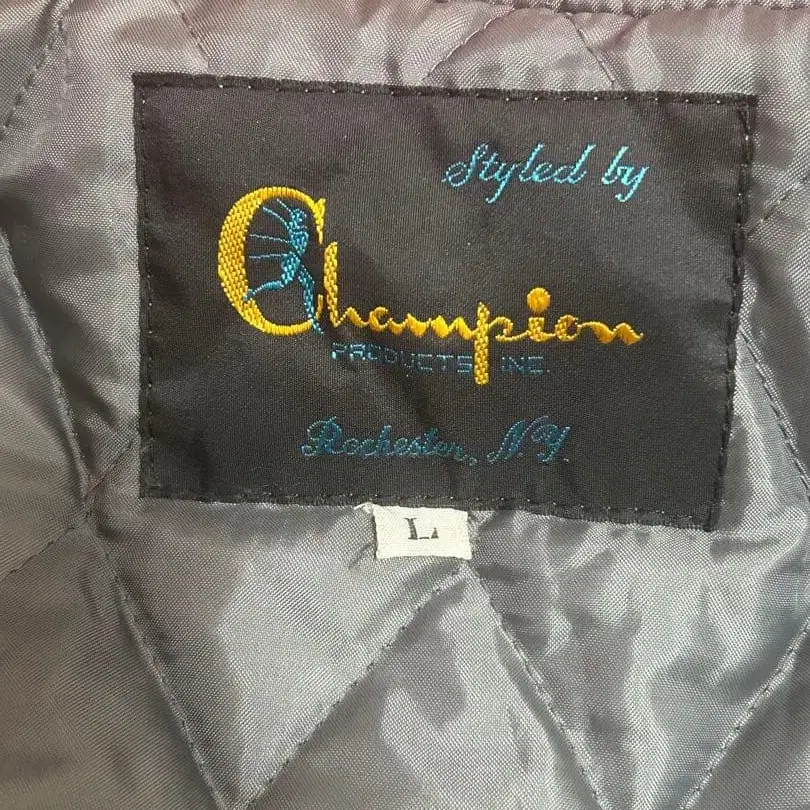 Styled by
Champion
PRODUCTS INC.
Rochester, N.Y.
L